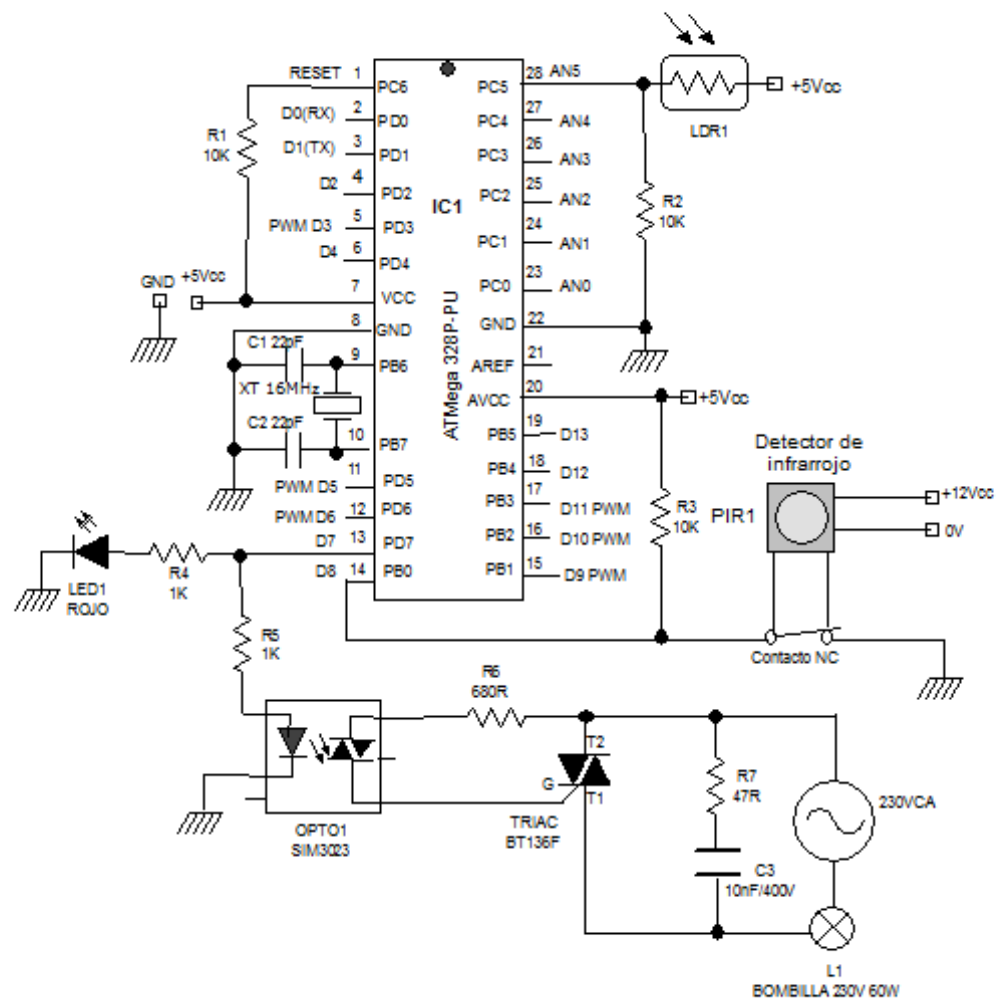 RESET 1 PC6
D0(RX) 2 PD0
D1(TX) 3 PD1
D2 4 PD2
PWM D3 5 PD3
D4 6 PD4
7 VCC
8 GND
9 PB6
10 PB7
11 PD5
PWM D5
12 PD6
PWM D6
D7 13 PD7
D8 14 PB0
IC1
ATMega 328P-PU
PC5 28 AN5
PC4 27 AN4
PC3 26 AN3
PC2 25 AN2
PC1 24 AN1
PC0 23 AN0
GND 22
AREF 21
AVCC 20
PB5 19 D13
PB4 18 D12
PB3 17 D11 PWM
PB2 16 D10 PWM
PB1 15 D9 PWM
R1
10K
GND
+5Vcc
C1 22pF
XT 16MHz
C2 22pF
LDR1
+5Vcc
R2
10K
+5Vcc
R3
10K
Detector de
infrarrojo
PIR1
+12Vcc
0V
Contacto NC
LED1
ROJO
R4
1K
R5
1K
OPTO1
SIM3023
R6
680R
T2
G
T1
TRIAC
BT136F
R7
47R
C3
10nF/400V
230VCA
L1
BOMBILLA 230V 60W